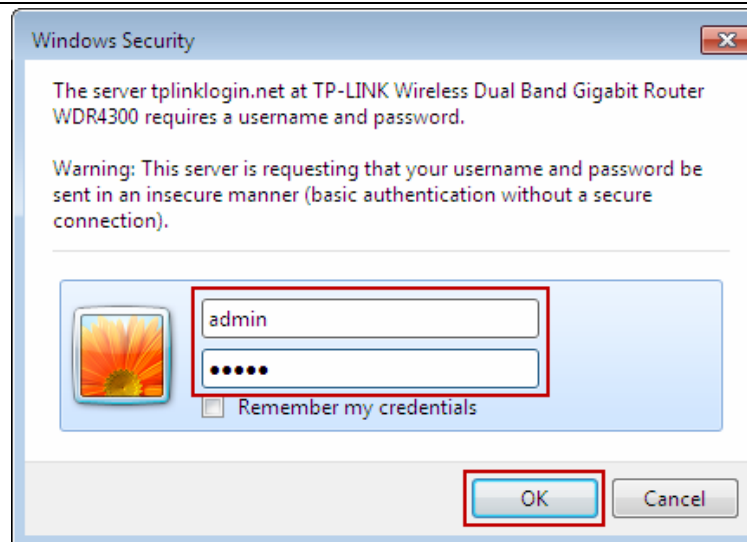 Windows Security
The server tplinklogin.net at TP-LINK Wireless Dual Band Gigabit Router
WDR4300 requires a username and password.
Warning: This server is requesting that your username and password be
sent in an insecure manner (basic authentication without a secure
connection).
admin
●●●●●
Remember my credentials
OK Cancel